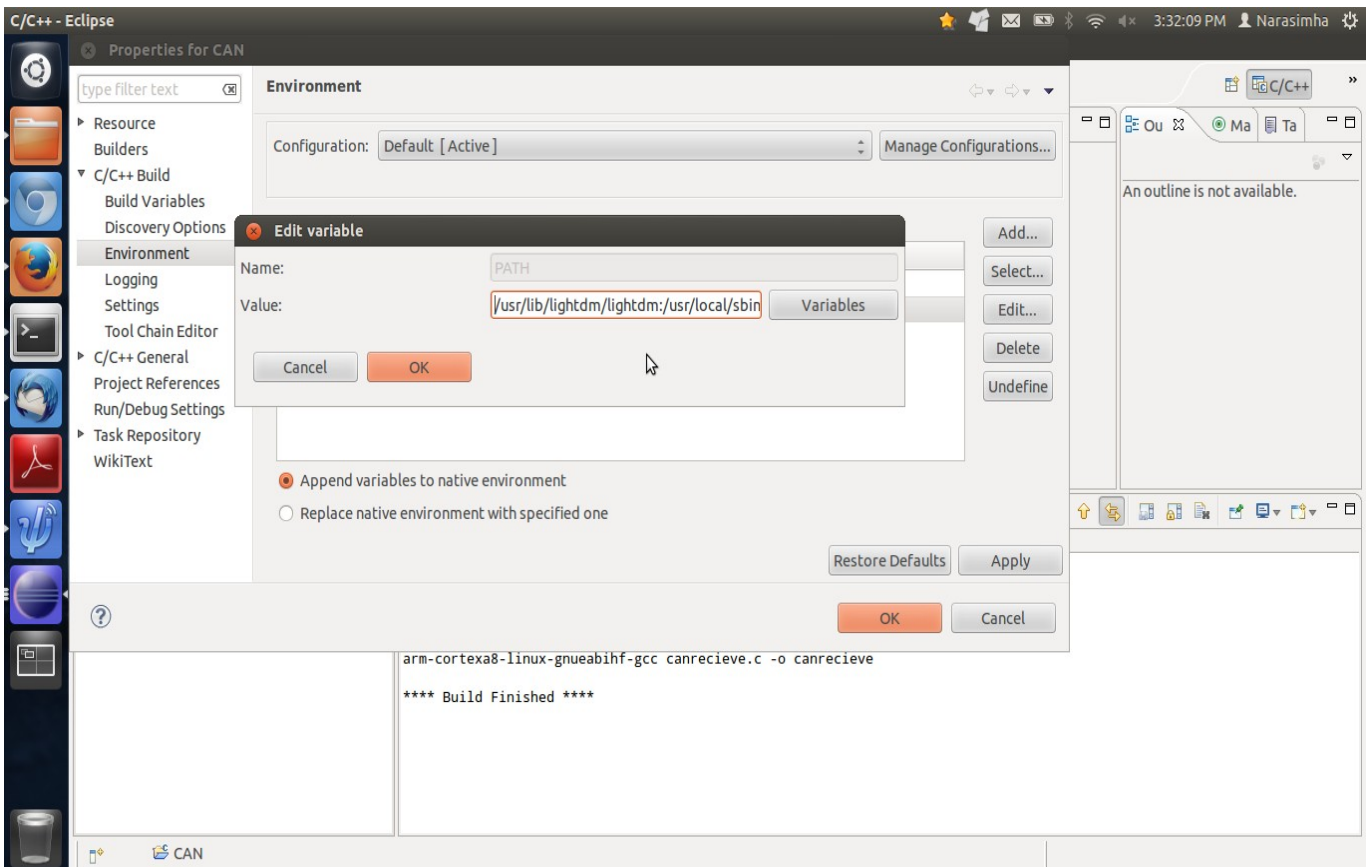 C/C++ - Eclipse
3:32:09 PM Narasimha
Properties for CAN
type filter text
Resource
Builders
C/C++ Build
Build Variables
Discovery Options
Environment
Logging
Settings
Tool Chain Editor
C/C++ General
Project References
Run/Debug Settings
Task Repository
WikiText
Environment
Configuration: Default [Active] Manage Configurations...
Add...
Select...
Edit...
Delete
Undefine
Edit variable
Name: PATH
Value: /usr/lib/lightdm/lightdm:/usr/local/sbin Variables
Cancel OK
Append variables to native environment
Replace native environment with specified one
Restore Defaults Apply
OK Cancel
C/C++ »
Ou Ma Ta
An outline is not available.
arm-cortexa8-linux-gnueabihf-gcc canrecieve.c -o canrecieve
**** Build Finished ****
CAN